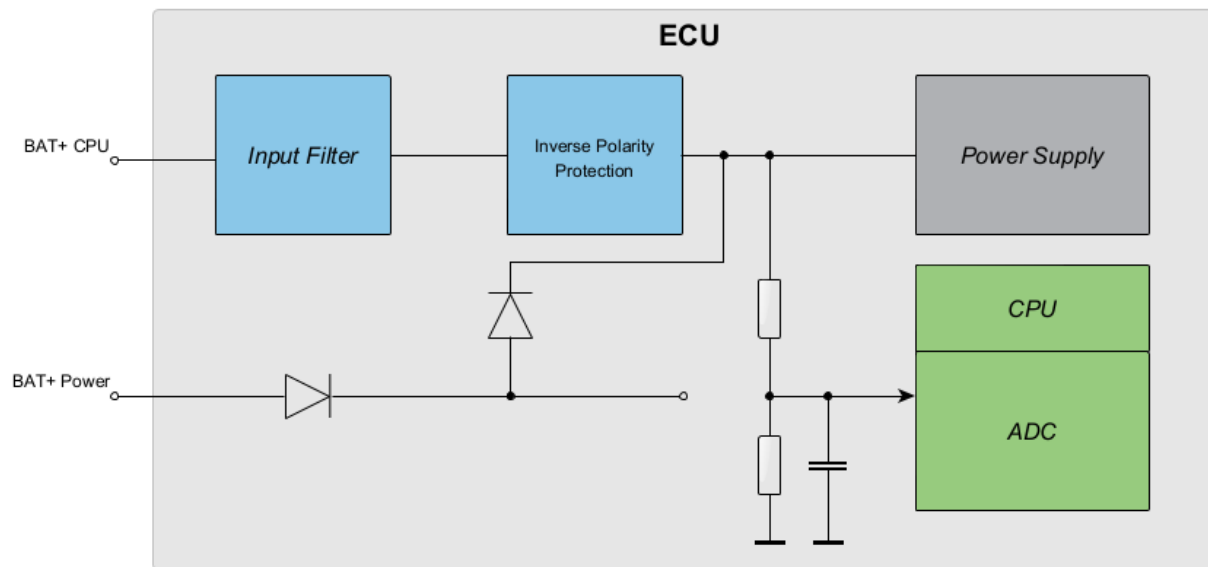 ECU
BAT+ CPU
Input Filter
Inverse Polarity
Protection
Power Supply
CPU
BAT+ Power
ADC